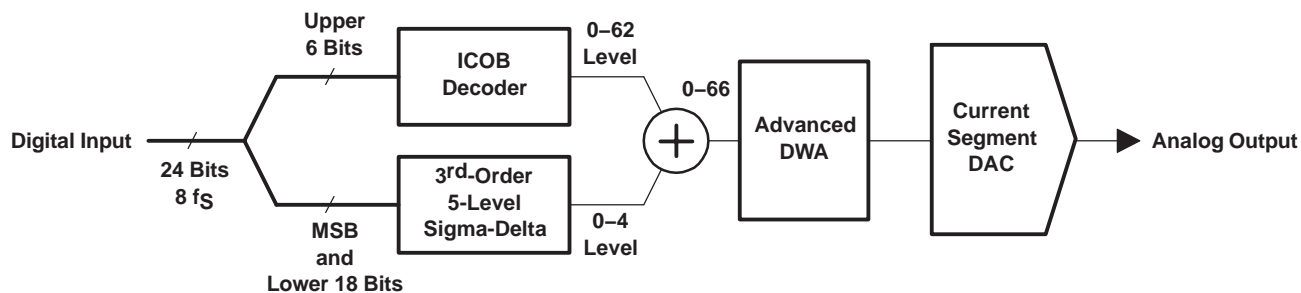 Digital Input
24 Bits
8 fS
Upper
6 Bits
ICOB
Decoder
0–62
Level
MSB
and
Lower 18 Bits
3rd-Order
5-Level
Sigma-Delta
0–4
Level
+
0–66
Advanced
DWA
Current
Segment
DAC
Analog Output